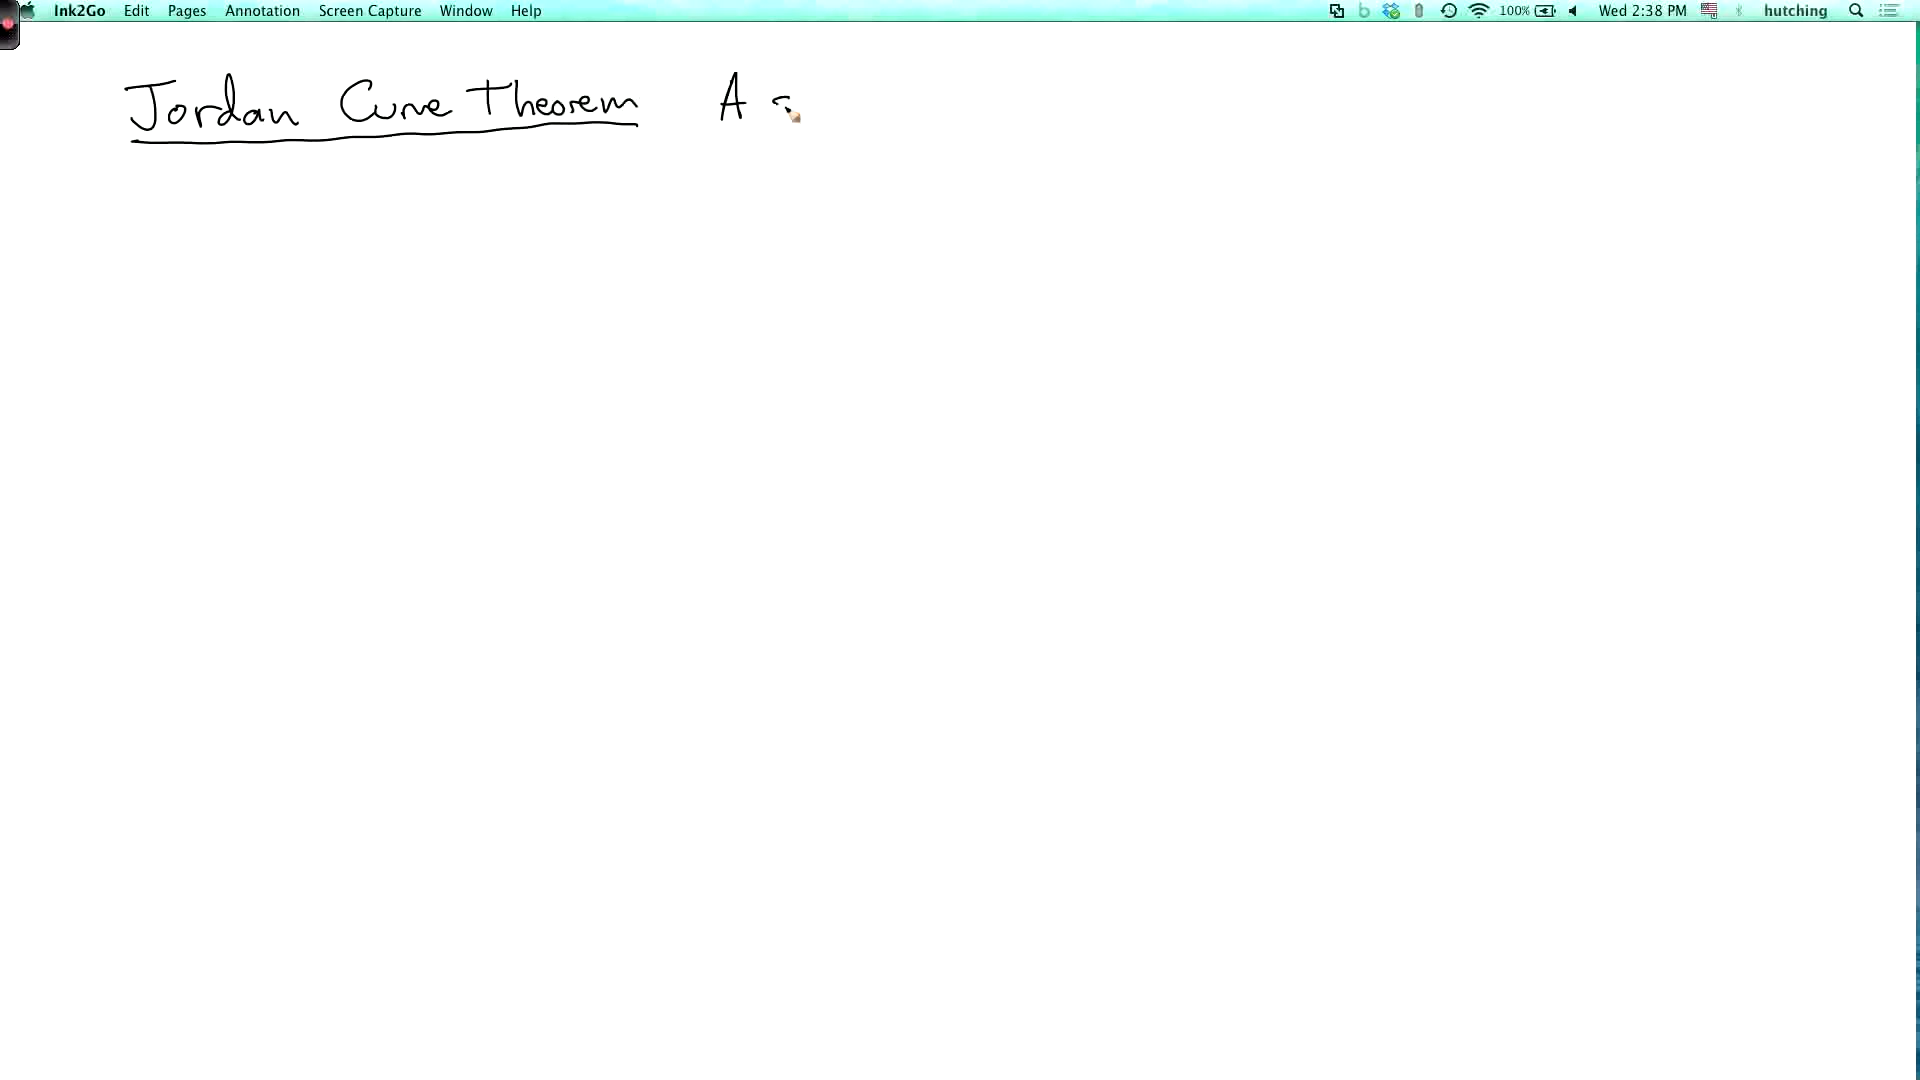 Ink2Go Edit Pages Annotation Screen Capture Window Help 100% Wed 2:38 PM hutching
Jordan Curve Theorem A